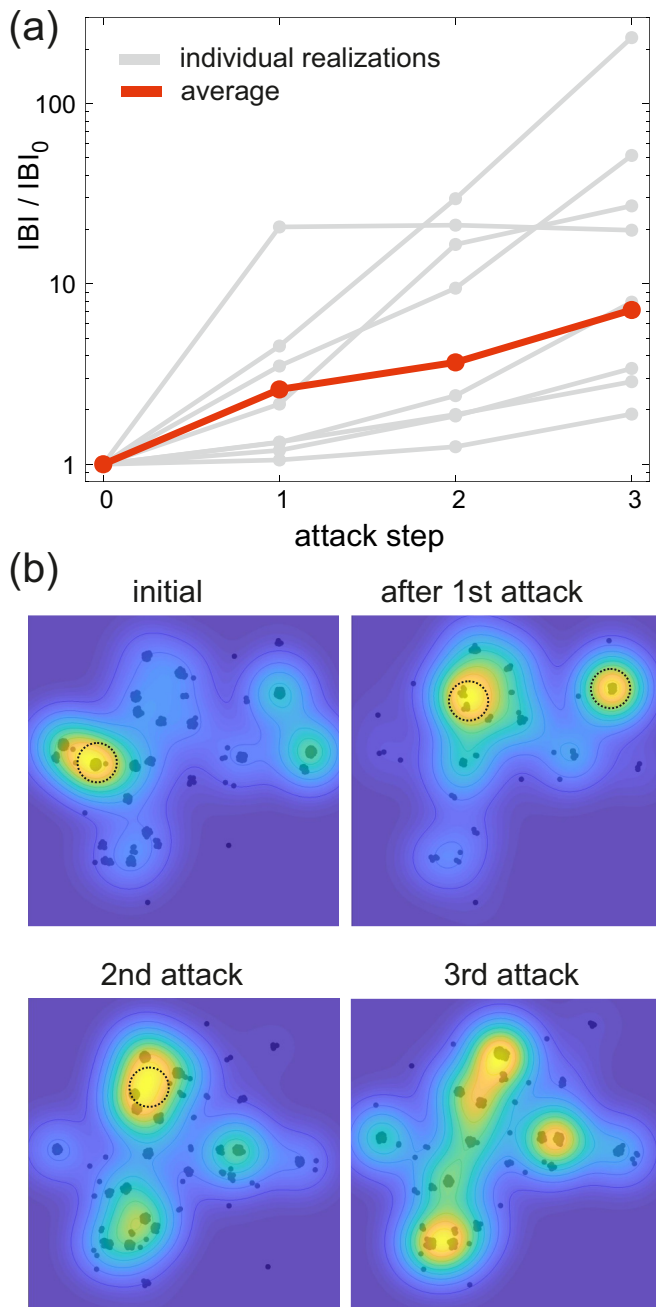 (a)
individual realizations
average
100
10
1
IBI / IBI₀
0 1 2 3
attack step
(b)
initial after 1st attack
2nd attack 3rd attack